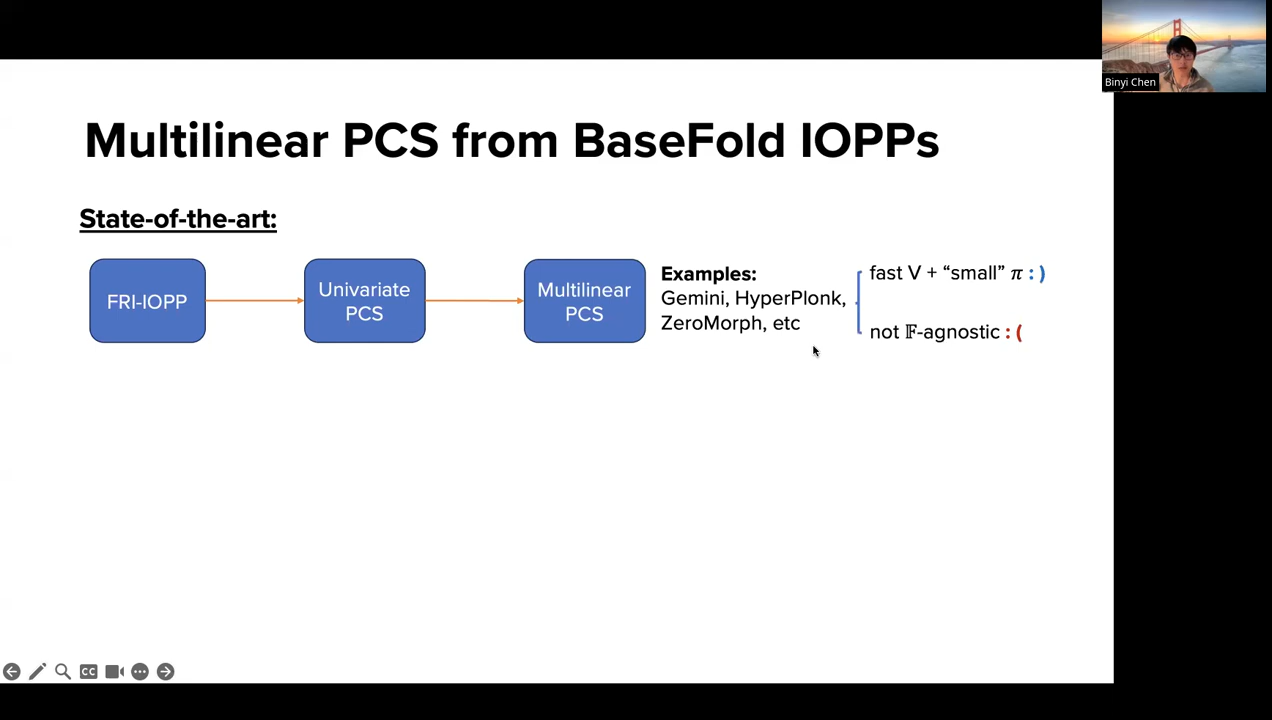 Binyi Chen
Multilinear PCS from BaseFold IOPPs
State-of-the-art:
FRI-IOPP
Univariate
PCS
Multilinear
PCS
Examples:
Gemini, HyperPlonk,
ZeroMorph, etc
fast V + “small” π : )
not 𝔽-agnostic : (
CC